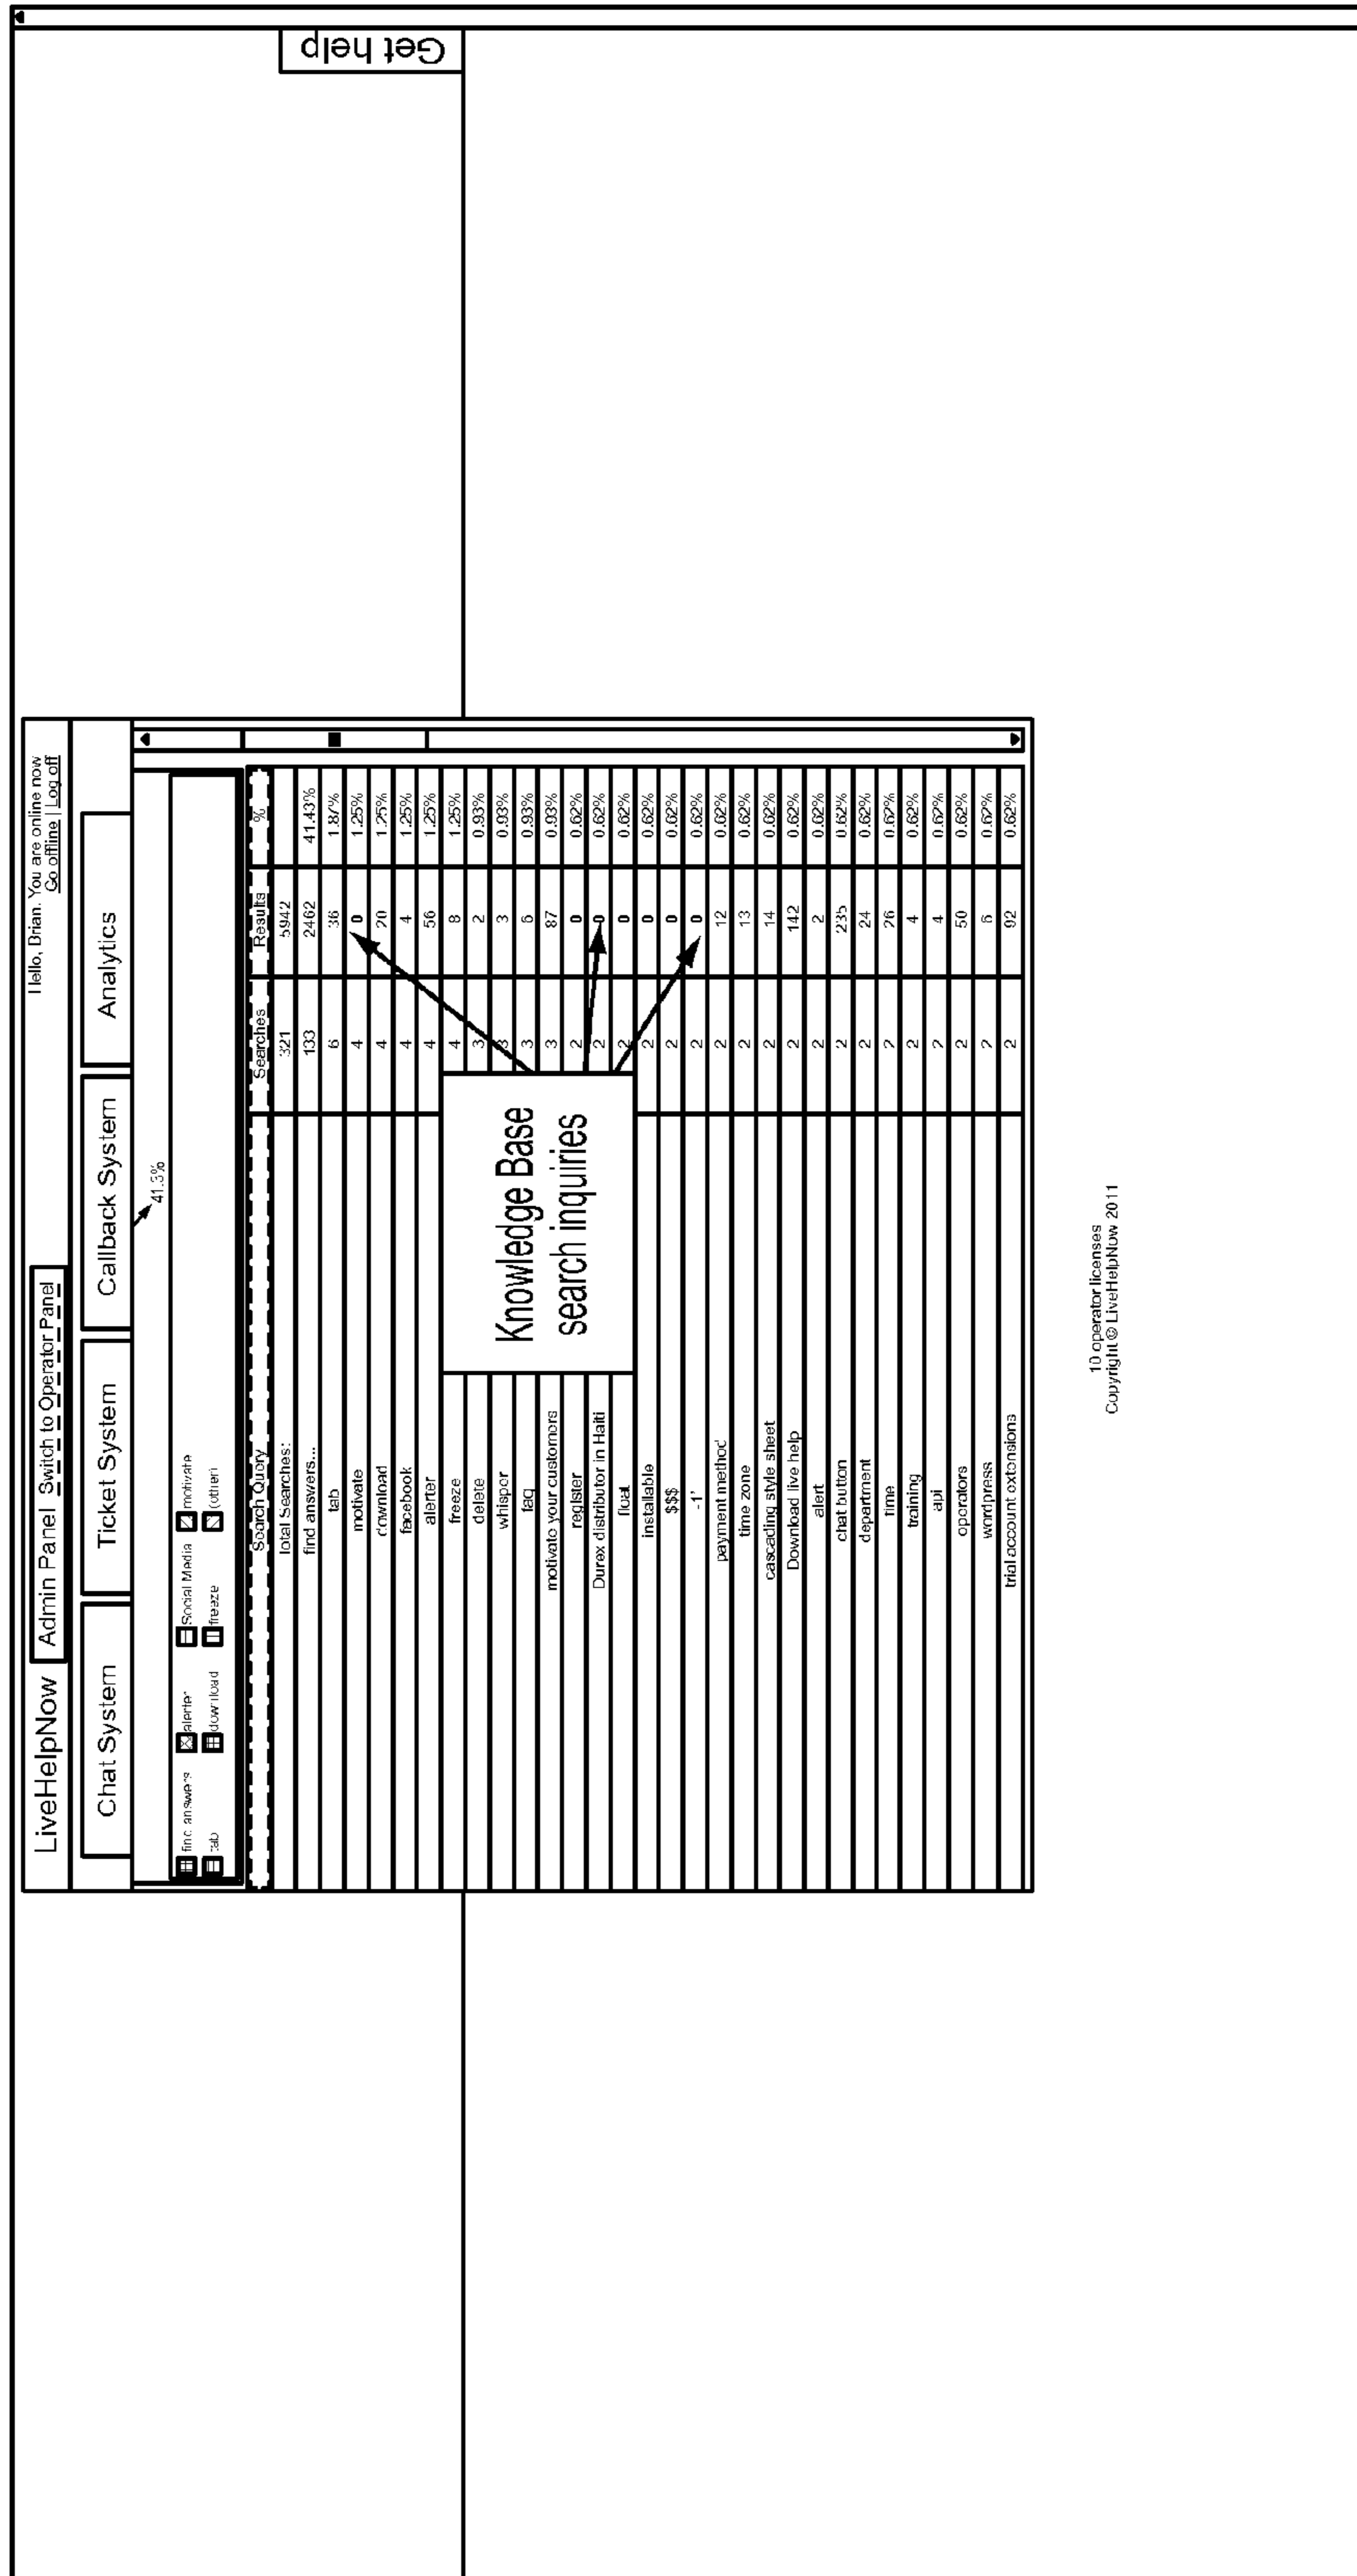 LiveHelpNow Admin Panel Switch to Operator Panel Hello, Brian. You are online now
Go offline | Log off
Chat System Ticket System Callback System Analytics
41.3%
find answers alerter Social Media motivate
tab download freeze (other)
Search Query Searches Results %
Total Searches: 321 5942
find answers... 133 2462 41.43%
tab 6 36 1.87%
motivate 4 0 1.25%
download 4 20 1.25%
facebook 4 4 1.25%
alerter 4 56 1.25%
freeze 4 8 1.25%
delete 3 2 0.93%
whisper 3 3 0.93%
faq 3 6 0.93%
motivate your customers 3 87 0.93%
register 2 0 0.62%
Durex distributor in Haiti 2 0 0.62%
float 2 0 0.62%
installable 2 0 0.62%
$$$ 2 0 0.62%
-1' 2 0 0.62%
payment method 2 12 0.62%
time zone 2 13 0.62%
cascading style sheet 2 14 0.62%
Download live help 2 142 0.62%
alert 2 2 0.62%
chat button 2 235 0.62%
department 2 24 0.62%
time 2 26 0.62%
training 2 4 0.62%
api 2 4 0.62%
operators 2 50 0.62%
wordpress 2 6 0.62%
trial account extensions 2 92 0.62%
Knowledge Base
search inquiries
Get help
10 operator licenses
Copyright © LiveHelpNow 2011